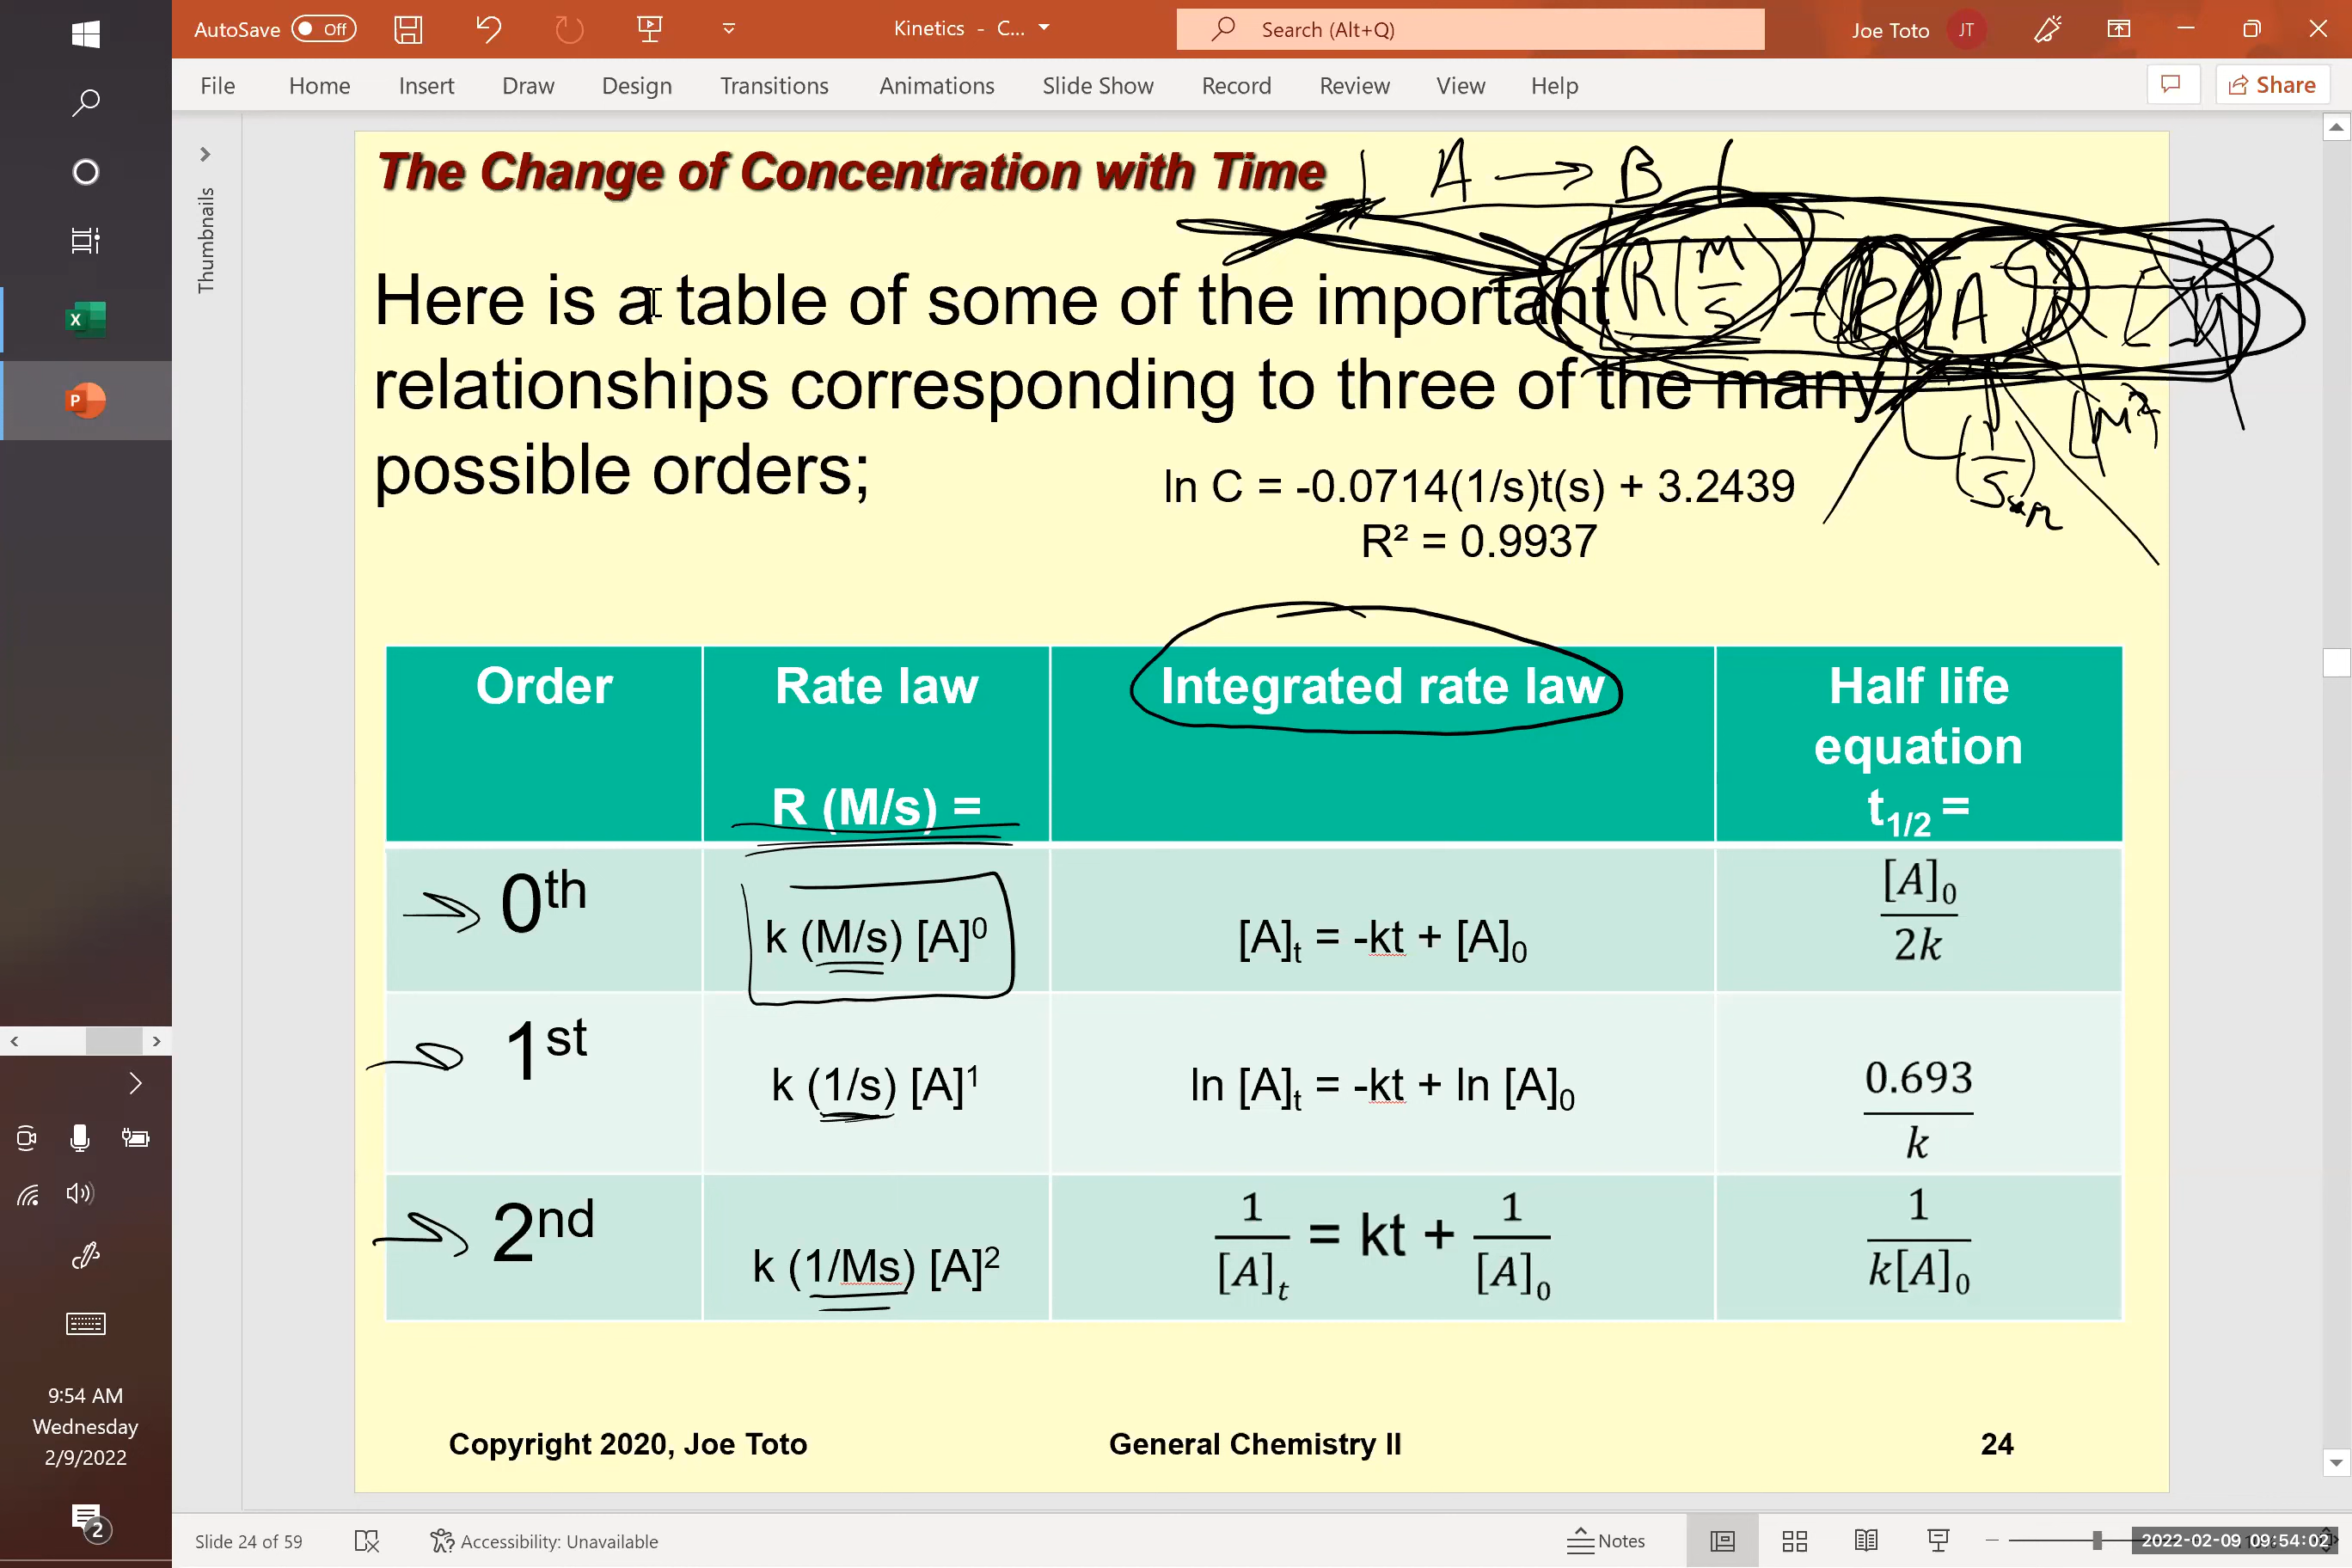 AutoSave Off
Kinetics - C...
Search (Alt+Q)
Joe Toto JT
File Home Insert Draw Design Transitions Animations Slide Show Record Review View Help
Share
Thumbnails
The Change of Concentration with Time
A → B
Here is a table of some of the important
R (M/s) = k [A]
relationships corresponding to three of the many
possible orders;
ln C = -0.0714(1/s)t(s) + 3.2439
R² = 0.9937
Order Rate law Integrated rate law Half life
equation
R (M/s) = t1/2 =
0th k (M/s) [A]⁰ [A]t = -kt + [A]0 [A]0/2k
1st k (1/s) [A]¹ ln [A]t = -kt + ln [A]0 0.693/k
2nd k (1/Ms) [A]² 1/[A]t = kt + 1/[A]0 1/k[A]0
Copyright 2020, Joe Toto General Chemistry II 24
9:54 AM
Wednesday
2/9/2022
2
Slide 24 of 59 Accessibility: Unavailable Notes
2022-02-09 09:54:02